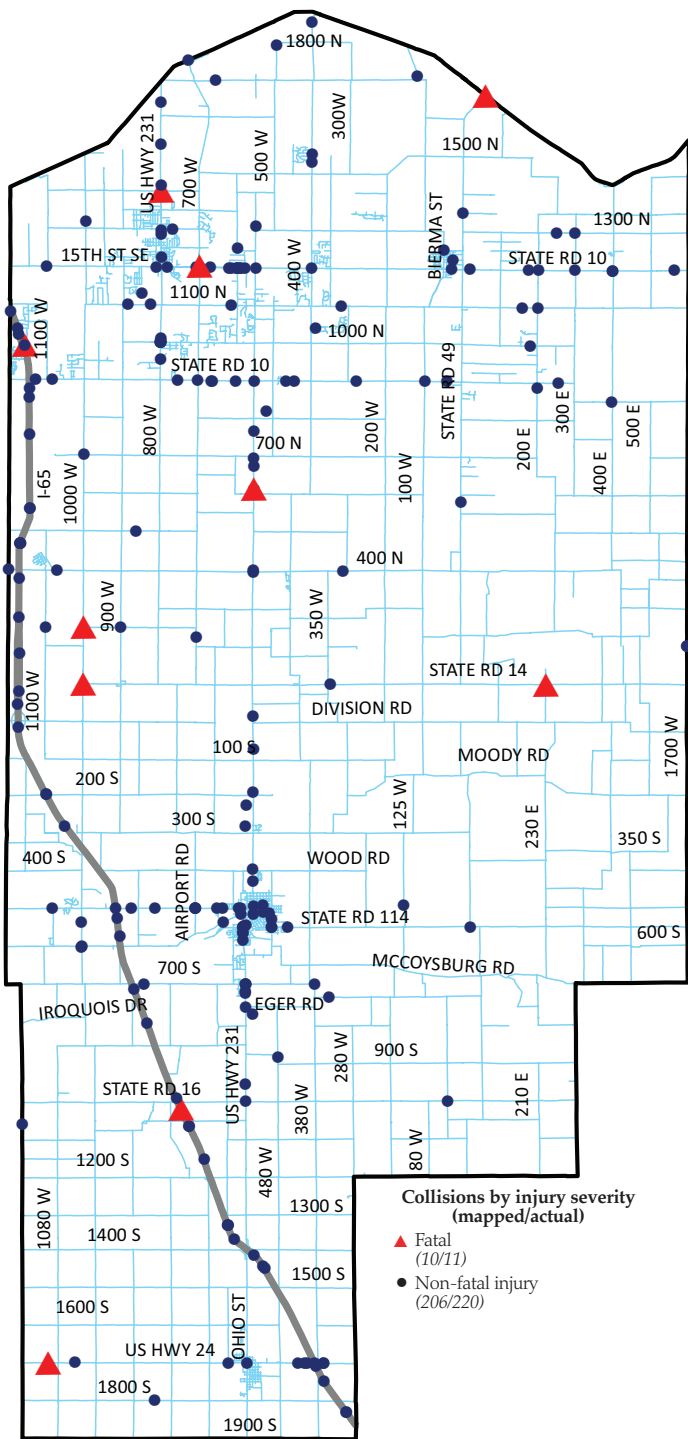 1800 N
300W
US HWY 231
1500 N
500 W
700 W
1300 N
BIERMA ST
15TH ST SE
400 W
STATE RD 10
1100 N
1100 W
1000 N
STATE RD 49
STATE RD 10
300 E
500 E
200 W
800 W
200 E
700 N
400 E
100 W
I-65
1000 W
400 N
900 W
350 W
STATE RD 14
1100 W
DIVISION RD
1700 W
100 S
MOODY RD
200 S
125 W
300 S
230 E
350 S
400 S
WOOD RD
AIRPORT RD
STATE RD 114
600 S
700 S
MCCOYSBURG RD
IROQUOIS DR
EGER RD
280 W
900 S
US HWY 231
STATE RD 16
380 W
210 E
1200 S
480 W
80 W
Collisions by injury severity
(mapped/actual)
Fatal
(10/11)
Non-fatal injury
(206/220)
1080 W
1300 S
1400 S
1500 S
1600 S
OHIO ST
US HWY 24
1800 S
1900 S